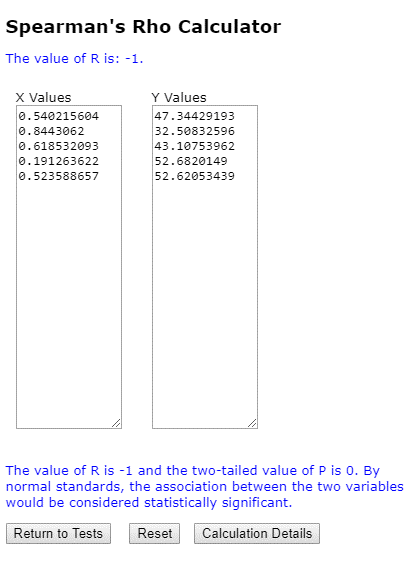 Spearman's Rho Calculator
The value of R is: -1.
X Values Y Values
0.540215604 47.34429193
0.8443062 32.50832596
0.618532093 43.10753962
0.191263622 52.6820149
0.523588657 52.62053439
The value of R is -1 and the two-tailed value of P is 0. By
normal standards, the association between the two variables
would be considered statistically significant.
Return to Tests Reset Calculation Details